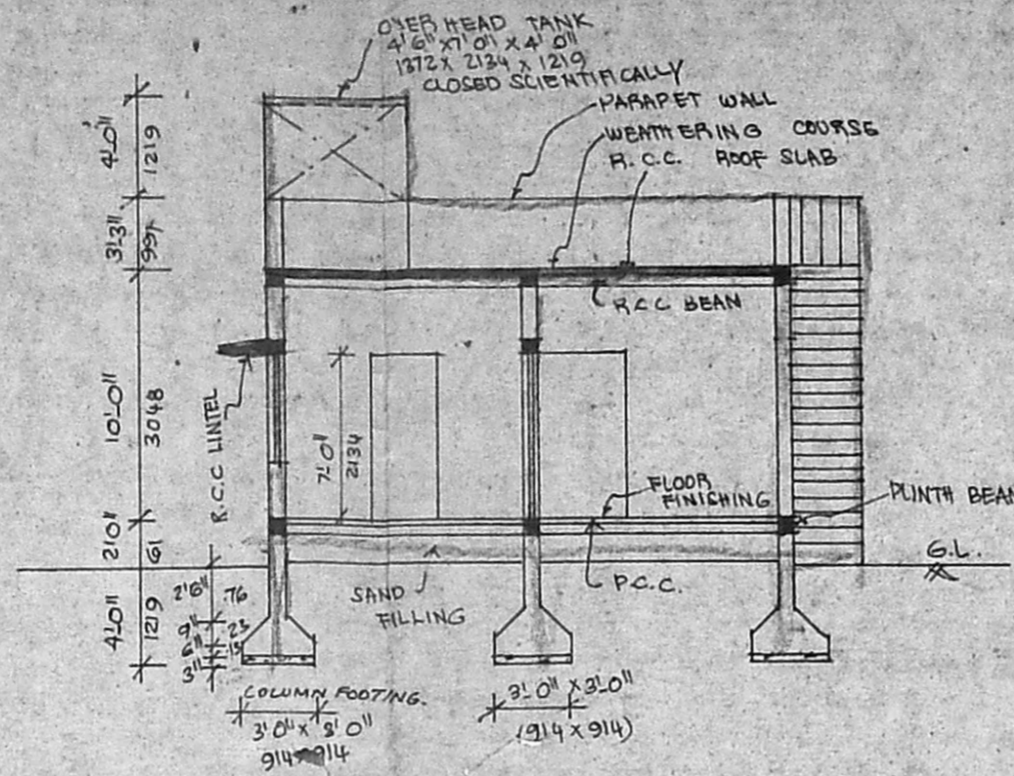 OVER HEAD TANK
4'6" x 7'0" x 4'0"
1372 x 2134 x 1219
CLOSED SCIENTIFICALLY
PARAPET WALL
WEATHERING COURSE
R.C.C. ROOF SLAB
4'-0"
1219
3'-3"
991
R.C.C BEAN
10'-0"
3048
R.C.C LINTEL
7'-0"
2134
FLOOR
FINISHING
PLINTH BEAM
2'0"
61
G.L.
SAND
FILLING
P.C.C.
4'-0"
1219
2'6" 76
9" 23
6" 15
3"
COLUMN FOOTING.
3'0" x 3'0"
914 x 914
3'-0" x 3'-0"
(914 x 914)